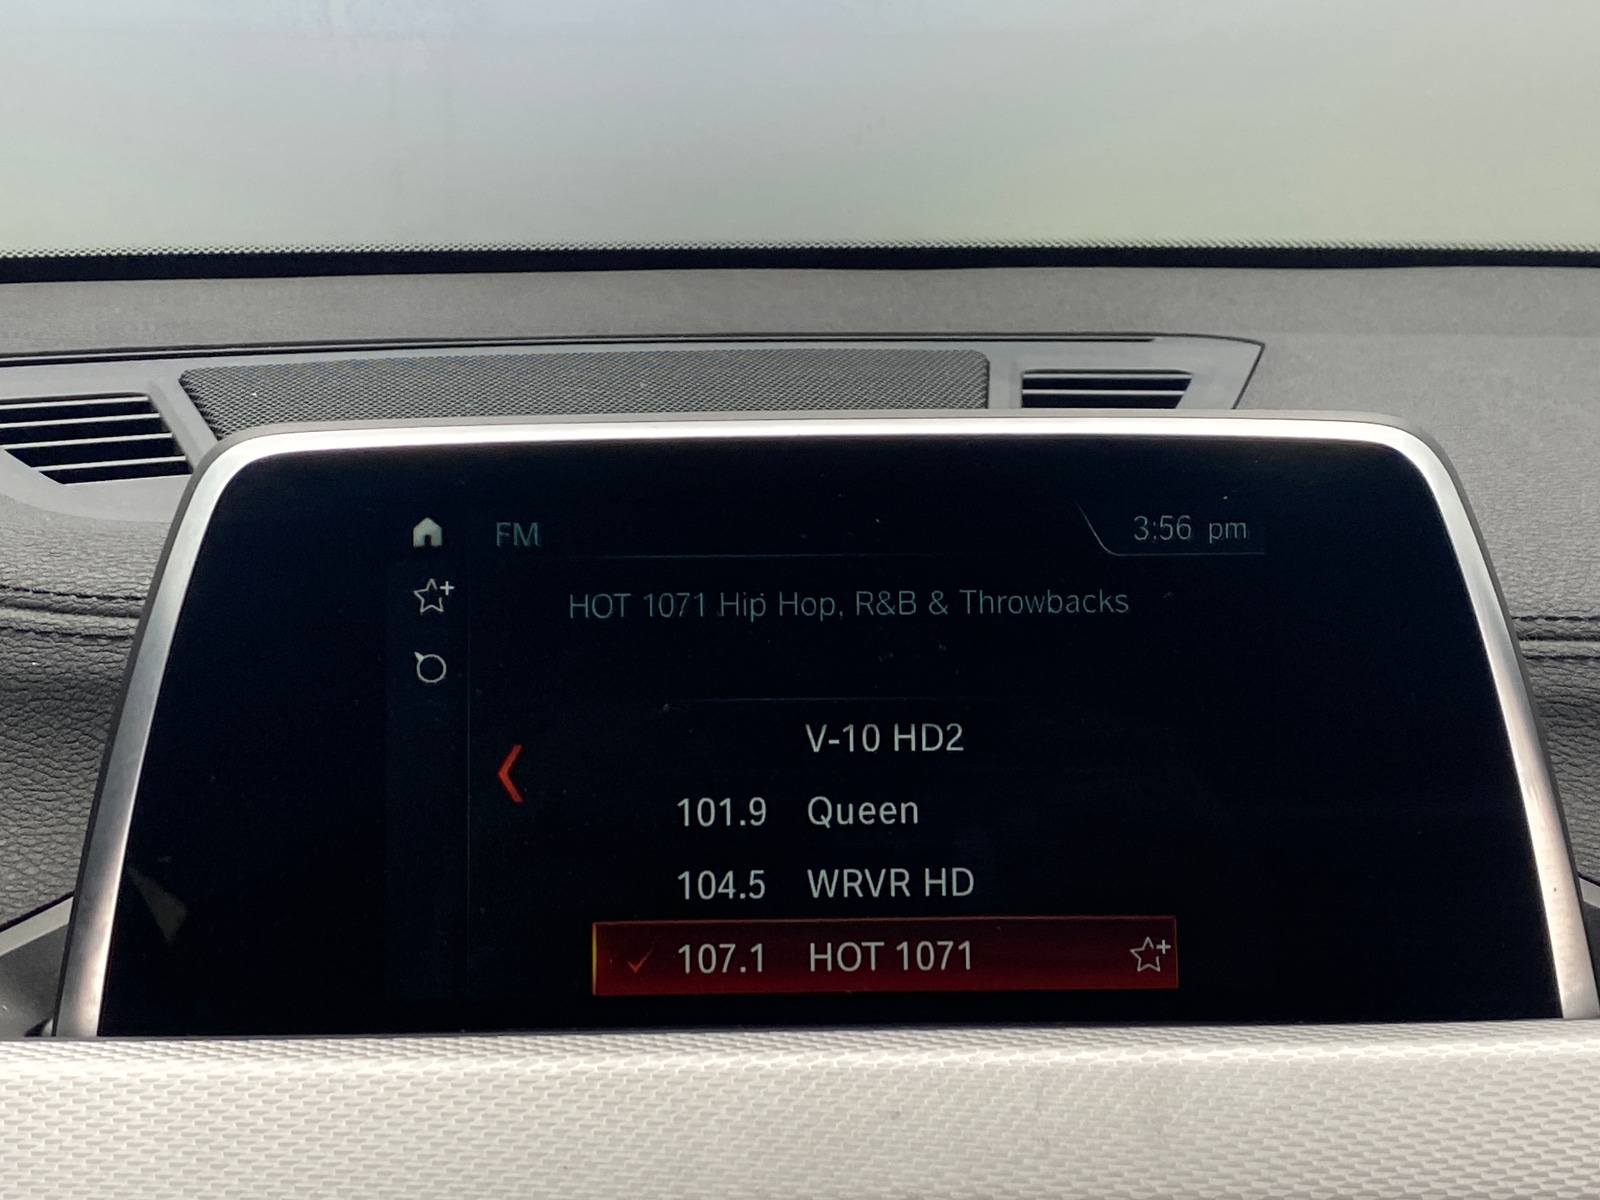 FM
3:56 pm
HOT 1071 Hip Hop, R&B & Throwbacks
V-10 HD2
101.9 Queen
104.5 WRVR HD
107.1 HOT 1071